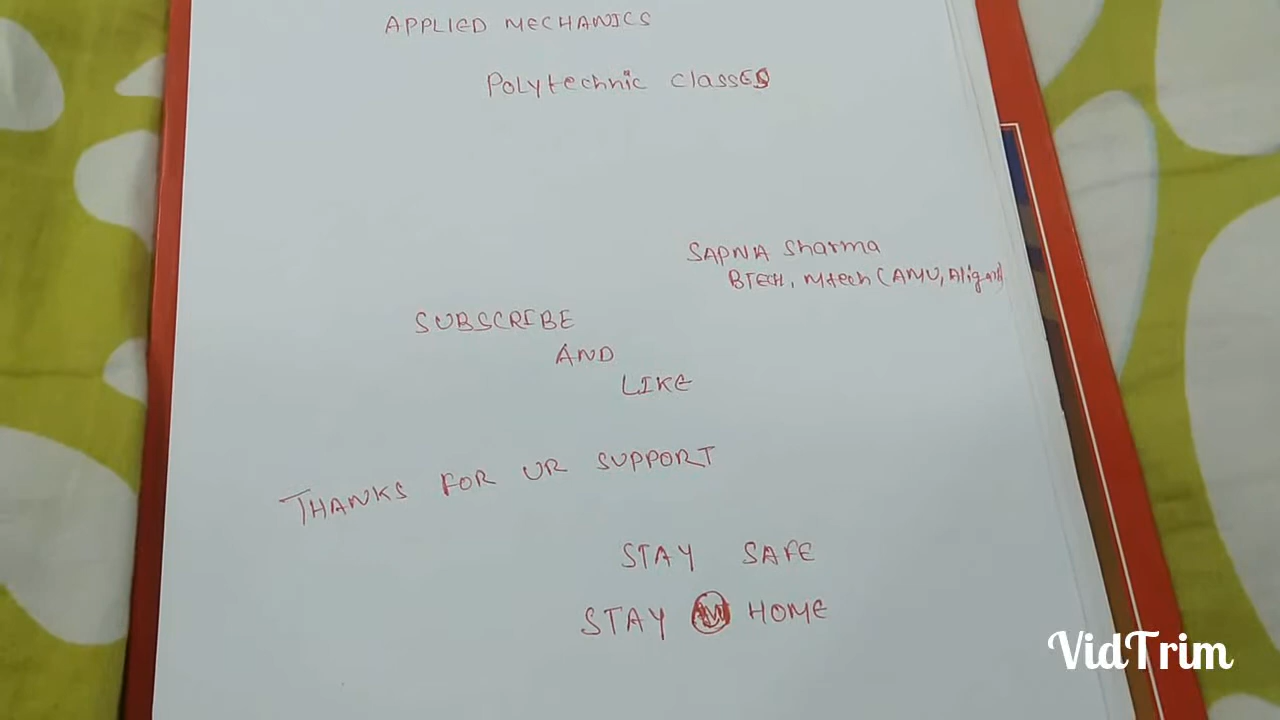 APPLIED MECHANICS
Polytechnic classes
SAPNA Sharma
BTECH, Mtech (AMU, Aligarh)
SUBSCRIBE
AND
LIKE
THANKS FOR UR SUPPORT
STAY SAFE
STAY HOME
VidTrim